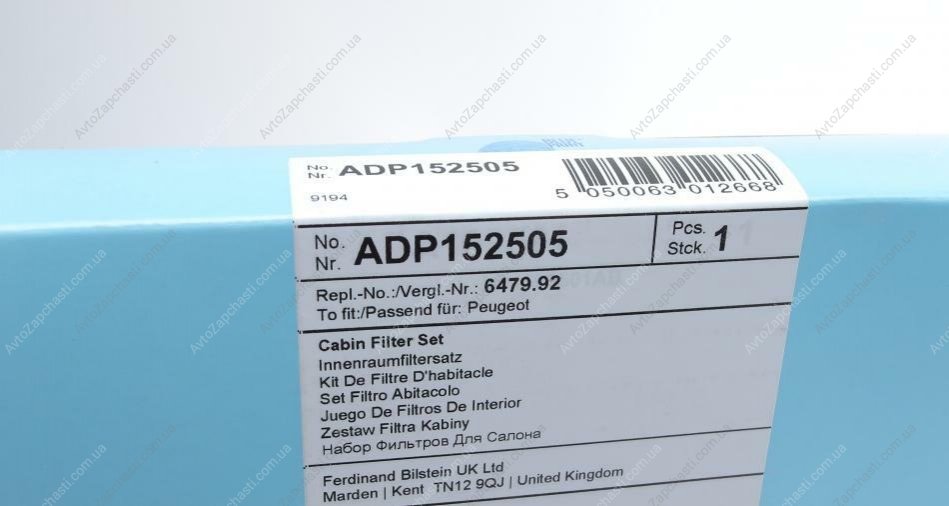 No. ADP152505
Nr.
9194
5 050063 012668
No. ADP152505
Nr.
Pcs. 1
Stck.
Repl.-No.:/Vergl.-Nr.: 6479.92
To fit:/Passend für: Peugeot
Cabin Filter Set
Innenraumfiltersatz
Kit De Filtre D'habitacle
Set Filtro Abitacolo
Juego De Filtros De Interior
Zestaw Filtra Kabiny
Набор Фильтров Для Салона
Ferdinand Bilstein UK Ltd
Marden | Kent TN12 9QJ | United Kingdom
AvtoZapchasti.com.ua